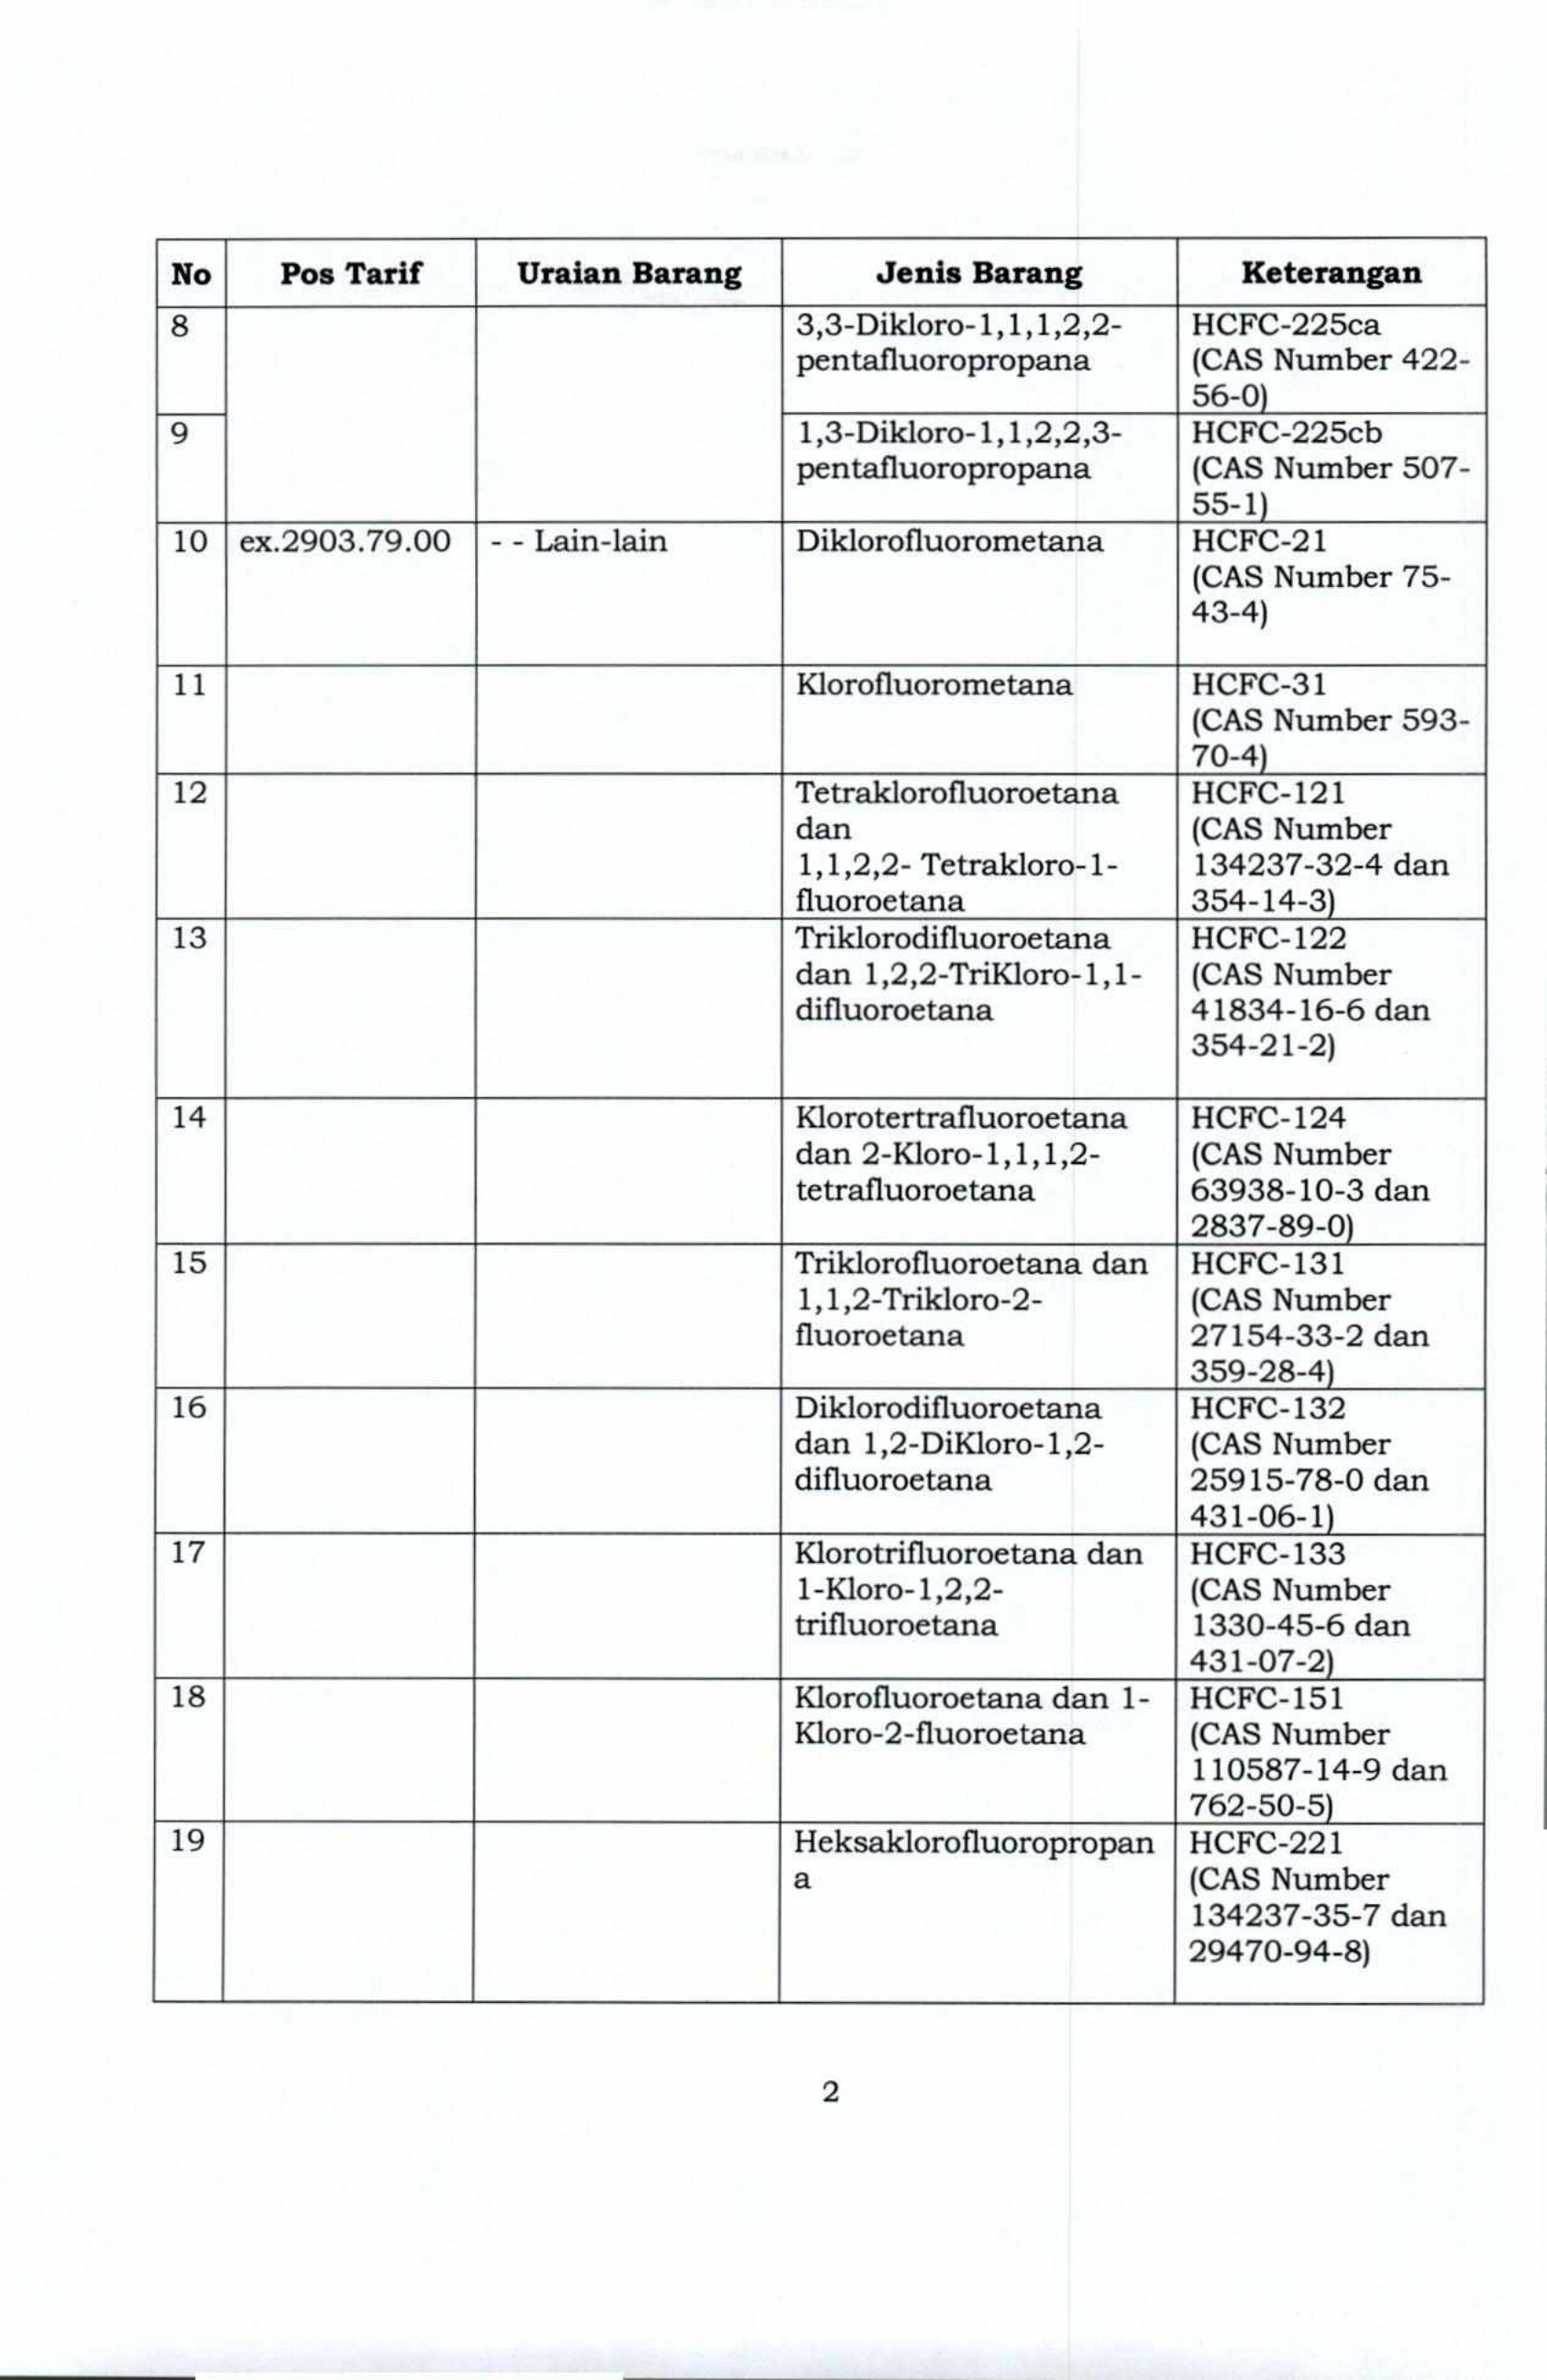 No Pos Tarif Uraian Barang Jenis Barang Keterangan
8 3,3-Dikloro-1,1,1,2,2- HCFC-225ca
pentafluoropropana (CAS Number 422-
56-0)
9 1,3-Dikloro-1,1,2,2,3- HCFC-225cb
pentafluoropropana (CAS Number 507-
55-1)
10 ex.2903.79.00 - - Lain-lain Diklorofluorometana HCFC-21
(CAS Number 75-
43-4)
11 Klorofluorometana HCFC-31
(CAS Number 593-
70-4)
12 Tetraklorofluoroetana HCFC-121
dan (CAS Number
1,1,2,2- Tetrakloro-1- 134237-32-4 dan
fluoroetana 354-14-3)
13 Triklorodifluoroetana HCFC-122
dan 1,2,2-TriKloro-1,1- (CAS Number
difluoroetana 41834-16-6 dan
354-21-2)
14 Klorotertrafluoroetana HCFC-124
dan 2-Kloro-1,1,1,2- (CAS Number
tetrafluoroetana 63938-10-3 dan
2837-89-0)
15 Triklorofluoroetana dan HCFC-131
1,1,2-Trikloro-2- (CAS Number
fluoroetana 27154-33-2 dan
359-28-4)
16 Diklorodifluoroetana HCFC-132
dan 1,2-DiKloro-1,2- (CAS Number
difluoroetana 25915-78-0 dan
431-06-1)
17 Klorotrifluoroetana dan HCFC-133
1-Kloro-1,2,2- (CAS Number
trifluoroetana 1330-45-6 dan
431-07-2)
18 Klorofluoroetana dan 1- HCFC-151
Kloro-2-fluoroetana (CAS Number
110587-14-9 dan
762-50-5)
19 Heksaklorofluoropropan HCFC-221
a (CAS Number
134237-35-7 dan
29470-94-8)
2